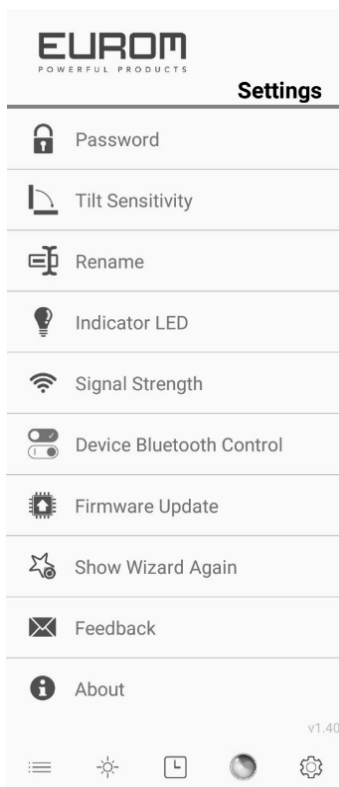 EUROM
POWERFUL PRODUCTS
Settings
Password
Tilt Sensitivity
Rename
Indicator LED
Signal Strength
Device Bluetooth Control
Firmware Update
Show Wizard Again
Feedback
About
v1.40